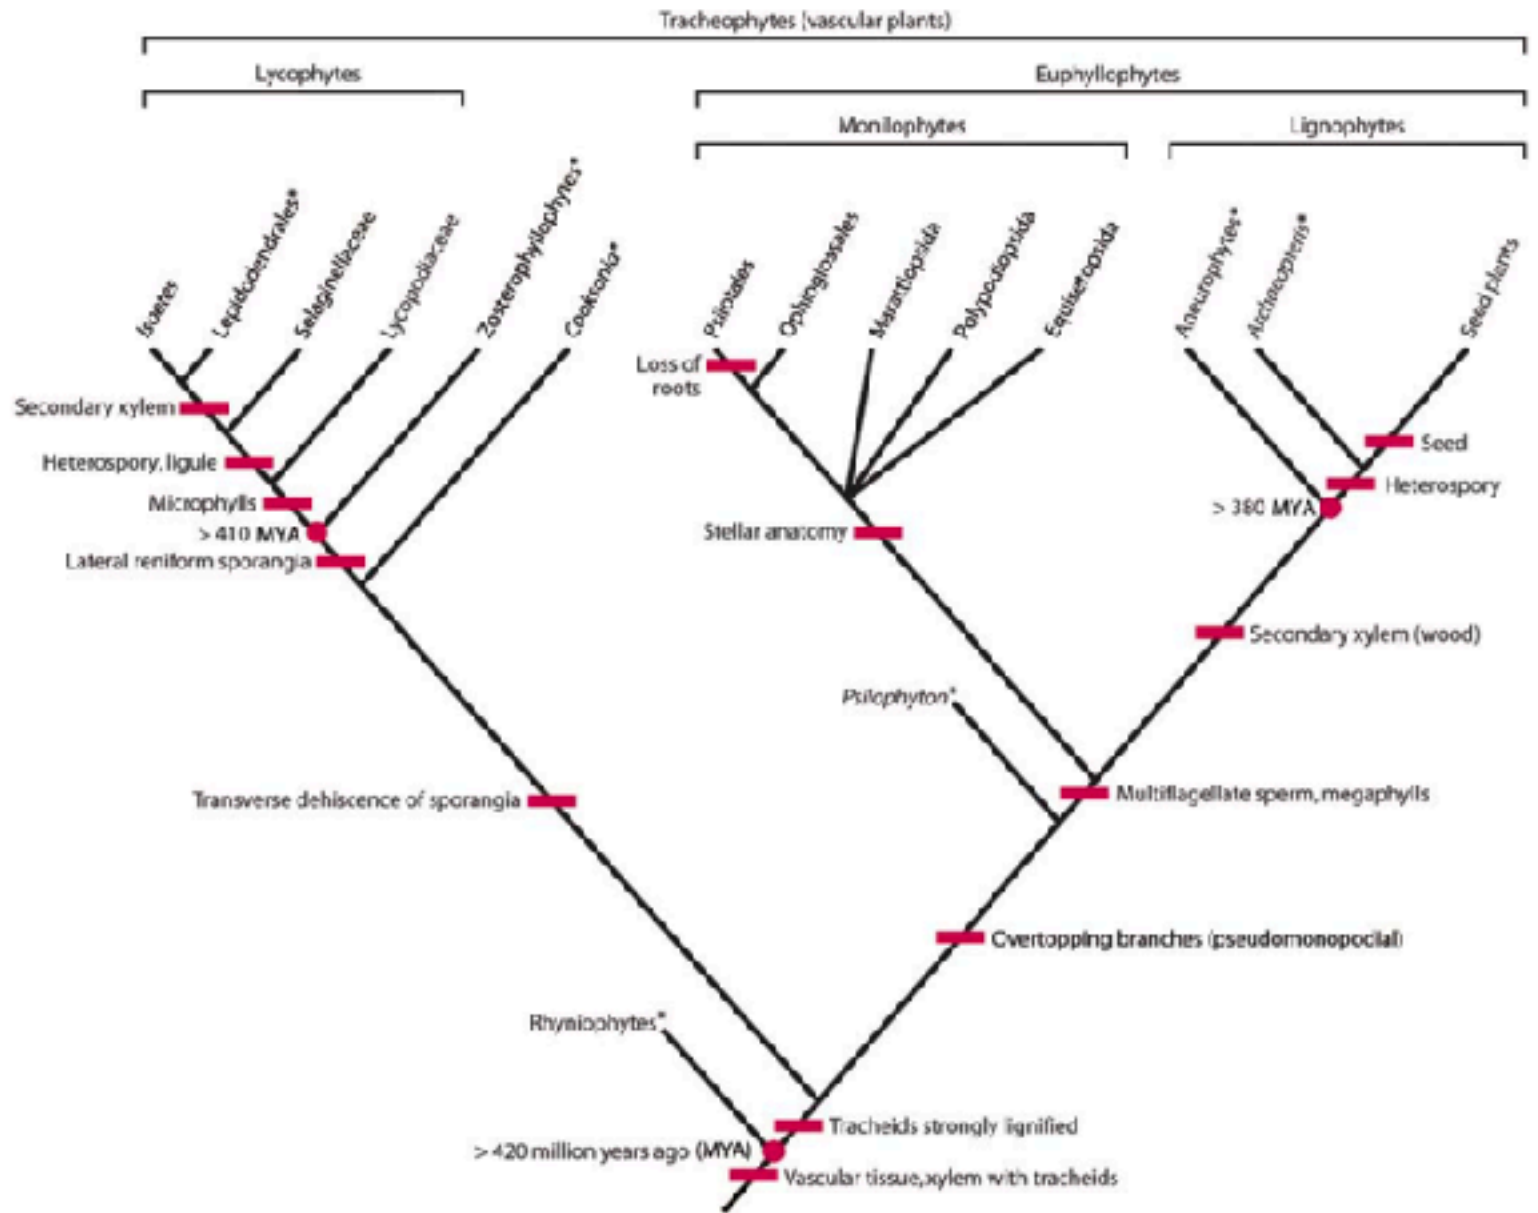 Tracheophytes (vascular plants)
Lycophytes
Euphyllophytes
Monilophytes
Lignophytes
Isoetes
Lepidodendrales*
Selaginellaceae
Lycopodiaceae
Zosterophyllophytes*
Cooksonia*
Psilotales
Ophioglossales
Marattiopsida
Polypodiopsida
Equisetopsida
Aneurophytes*
Archaeopteris*
Seed plants
Loss of
roots
Secondary xylem
Seed
Heterospory, ligule
Heterospory
Microphylls
> 380 MYA
> 410 MYA
Stellar anatomy
Lateral reniform sporangia
Secondary xylem (wood)
Psilophyton*
Transverse dehiscence of sporangia
Multiflagellate sperm, megaphylls
Overtopping branches (pseudomonopodial)
Rhyniophytes*
Tracheids strongly lignified
> 420 million years ago (MYA)
Vascular tissue, xylem with tracheids